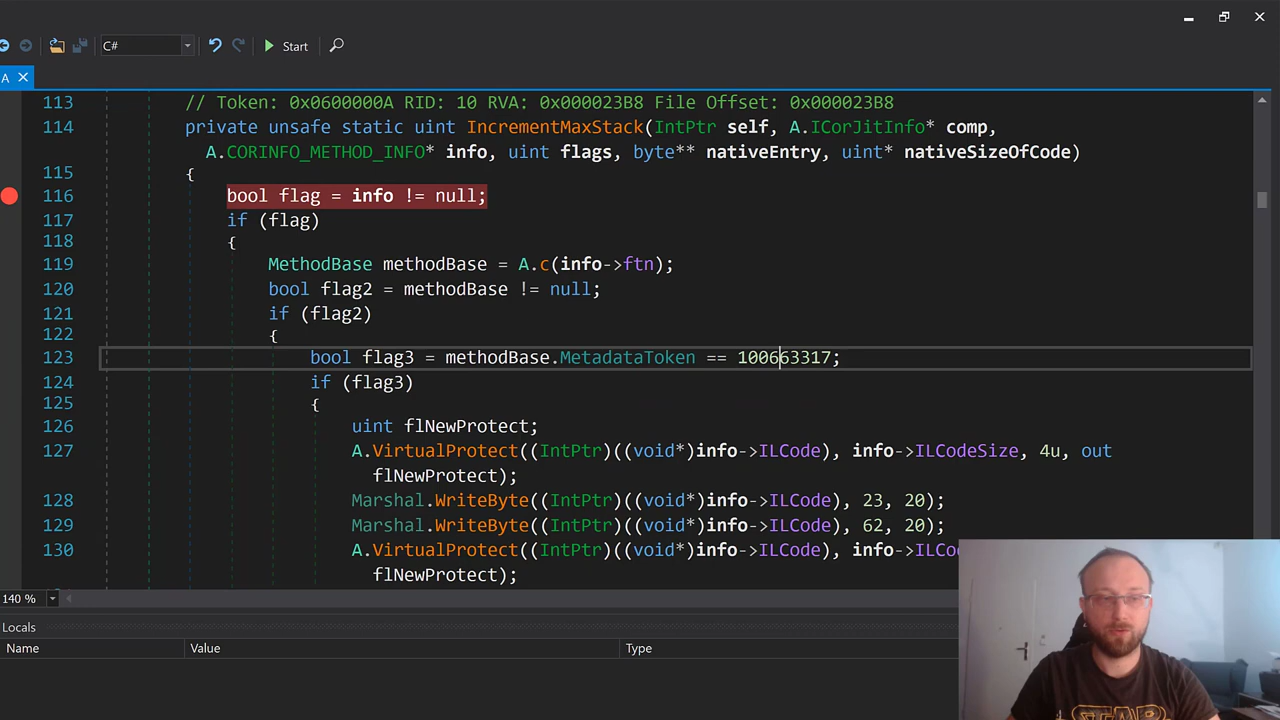 C#
Start
A
113 // Token: 0x0600000A RID: 10 RVA: 0x000023B8 File Offset: 0x000023B8
114 private unsafe static uint IncrementMaxStack(IntPtr self, A.ICorJitInfo* comp,
A.CORINFO_METHOD_INFO* info, uint flags, byte** nativeEntry, uint* nativeSizeOfCode)
115 {
116 bool flag = info != null;
117 if (flag)
118 {
119 MethodBase methodBase = A.c(info->ftn);
120 bool flag2 = methodBase != null;
121 if (flag2)
122 {
123 bool flag3 = methodBase.MetadataToken == 100663317;
124 if (flag3)
125 {
126 uint flNewProtect;
127 A.VirtualProtect((IntPtr)((void*)info->ILCode), info->ILCodeSize, 4u, out
flNewProtect);
128 Marshal.WriteByte((IntPtr)((void*)info->ILCode), 23, 20);
129 Marshal.WriteByte((IntPtr)((void*)info->ILCode), 62, 20);
130 A.VirtualProtect((IntPtr)((void*)info->ILCode), info->ILCo
flNewProtect);
140 %
Locals
Name Value Type